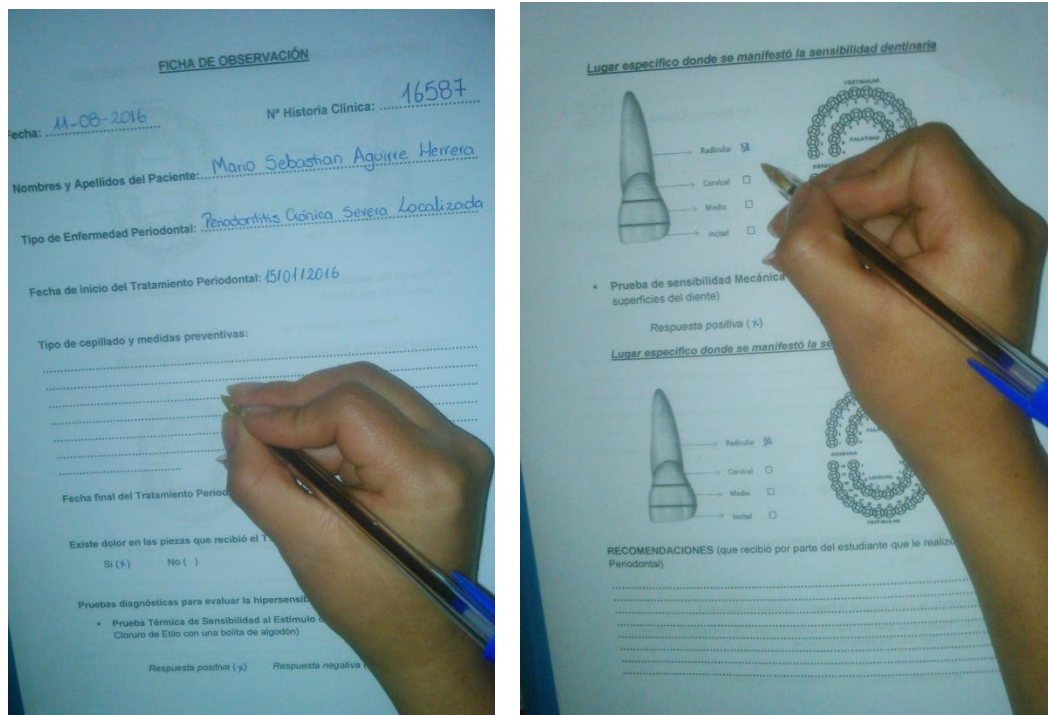 FICHA DE OBSERVACIÓN
Fecha: 11-08-2016 Nº Historia Clínica: 16587
Nombres y Apellidos del Paciente: Mario Sebastian Aguirre Herrera
Tipo de Enfermedad Periodontal: Periodontitis Crónica Severa Localizada
Fecha de inicio del Tratamiento Periodontal: 15/01/2016
Tipo de cepillado y medidas preventivas:
Fecha final del Tratamiento
Existe dolor en las piezas que recibió el
Si (x) No ( )
Pruebas diagnósticas para evaluar la
• Prueba Térmica de Sensibilidad al Estímulo
Cloruro de Etilo con una bolita de algodón)
Respuesta positiva (x) Respuesta negativa (
Lugar específico donde se manifestó la sensibilidad dentinaria
VESTIBULAR
PALATINO
Radicular
Cervical
Medio
Incisal
• Prueba de sensibilidad Mecánica
superficies del diente)
Respuesta positiva (x)
Lugar específico donde se manifestó la
Radicular
Cervical
Medio
Incisal
DERECHA
LINGUAL
VESTIBULAR
RECOMENDACIONES (que recibió por parte del estudiante que le
Periodontal)